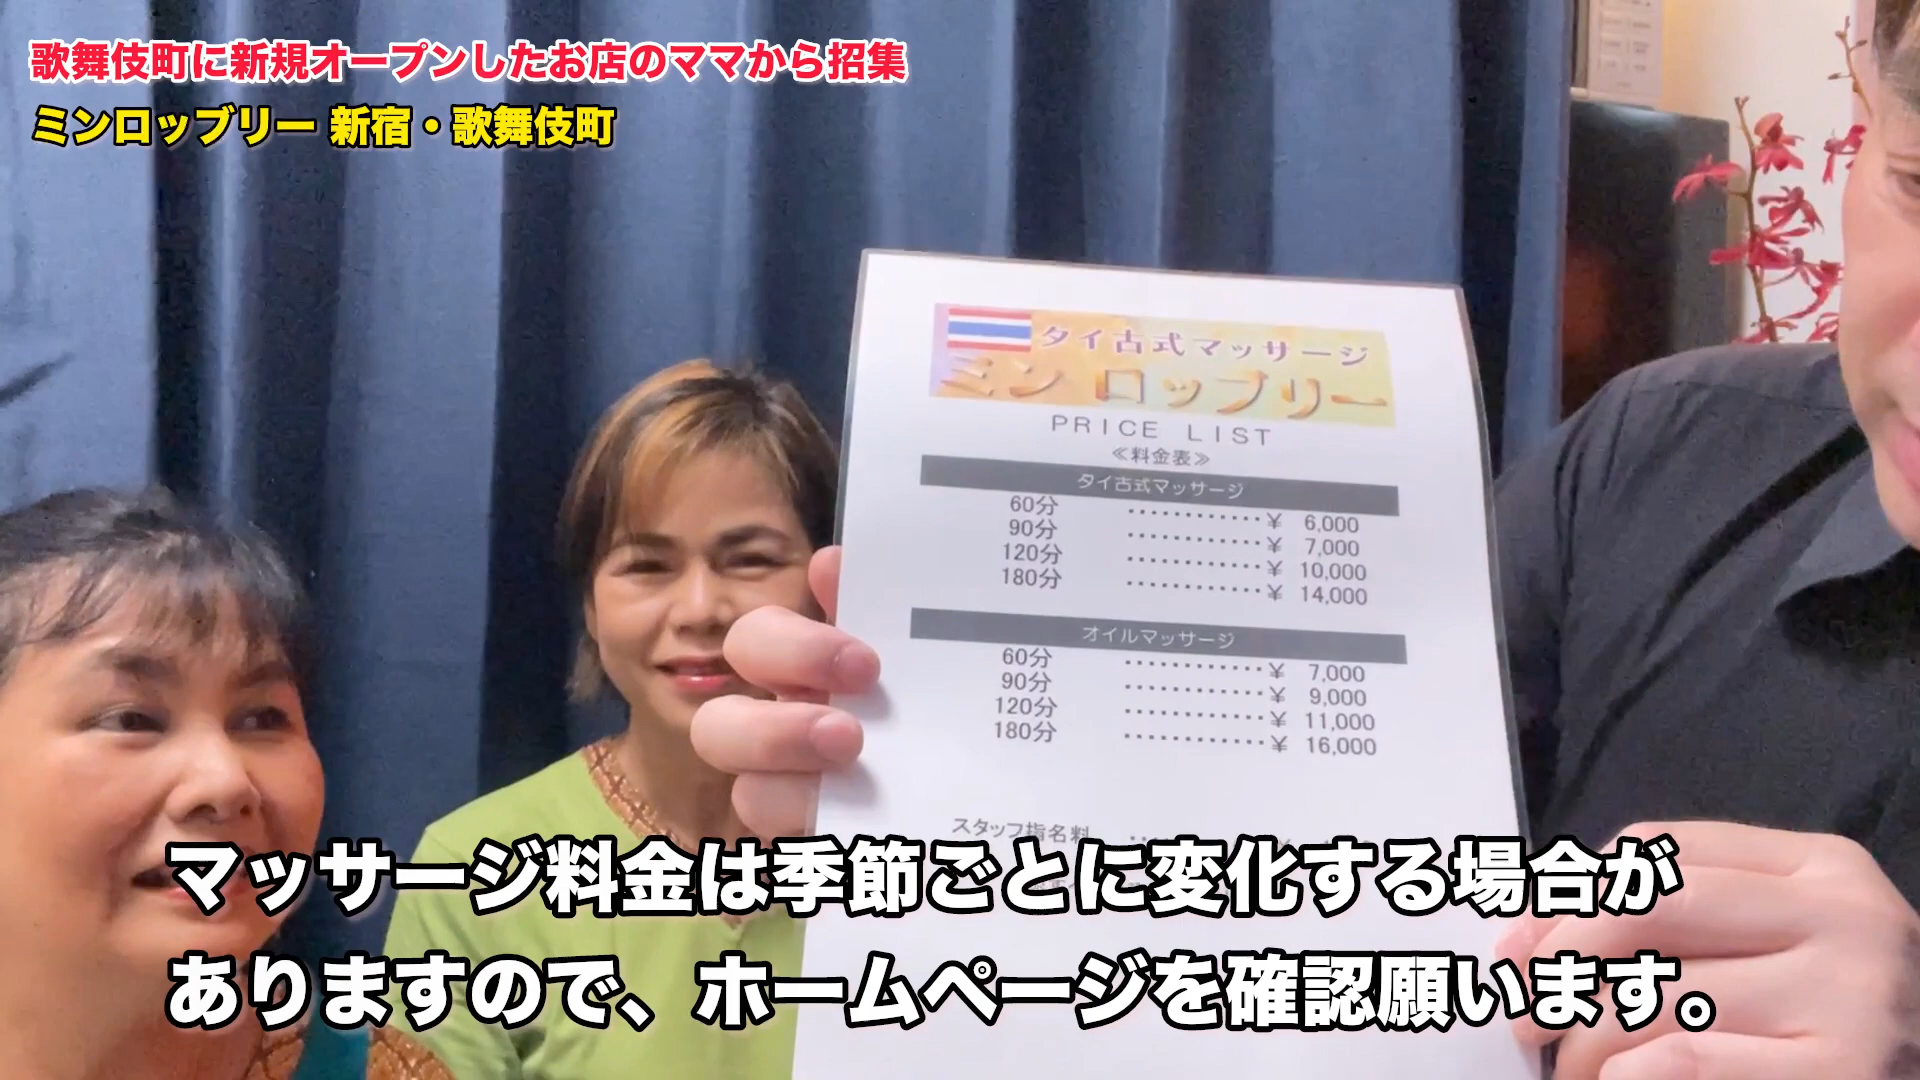 歌舞伎町に新規オープンしたお店のママから招集
ミンロッブリー 新宿・歌舞伎町
タイ古式マッサージ
ミン ロッブリー
PRICE LIST
≪料金表≫
タイ古式マッサージ
60分 ············¥ 6,000
90分 ············¥ 7,000
120分 ············¥ 10,000
180分 ············¥ 14,000
オイルマッサージ
60分 ············¥ 7,000
90分 ············¥ 9,000
120分 ············¥ 11,000
180分 ············¥ 16,000
スタッフ指名料
マッサージ料金は季節ごとに変化する場合が
ありますので、ホームページを確認願います。